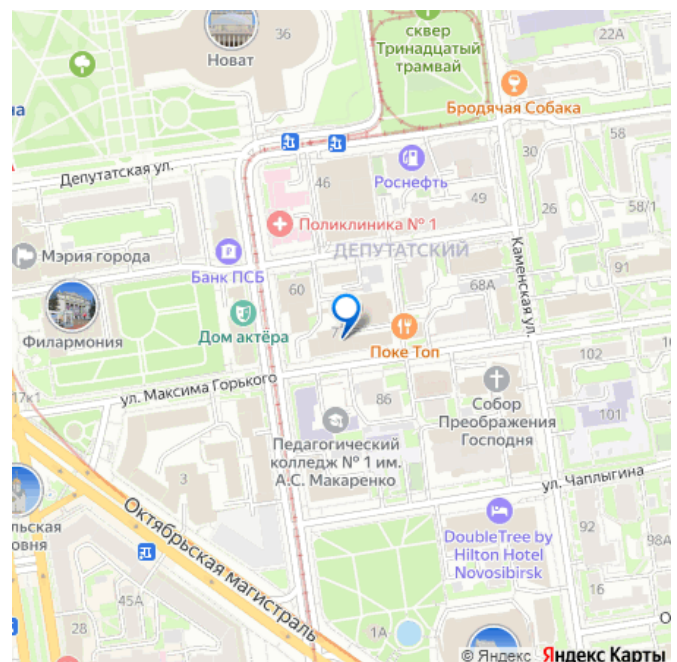 36
Новат
сквер
Тринадцатый
трамвай
22А
Бродячая Собака
Депутатская ул.
46
Роснефть
30
58
49
26
58/1
Поликлиника № 1
ДЕПУТАТСКИЙ
Мэрия города
Банк ПСБ
Каменская ул.
91
60
68А
Филармония
Дом актёра
Поке Топ
102
17к1
ул. Максима Горького
86
Собор
Преображения
Господня
101
Педагогический
колледж № 1 им.
А.С. Макаренко
3
ул. Чаплыгина
Октябрьская магистраль
DoubleTree by
Hilton Hotel
Novosibirsk
92
98А
45А
16
28
1А
© Яндекс Яндекс Карты